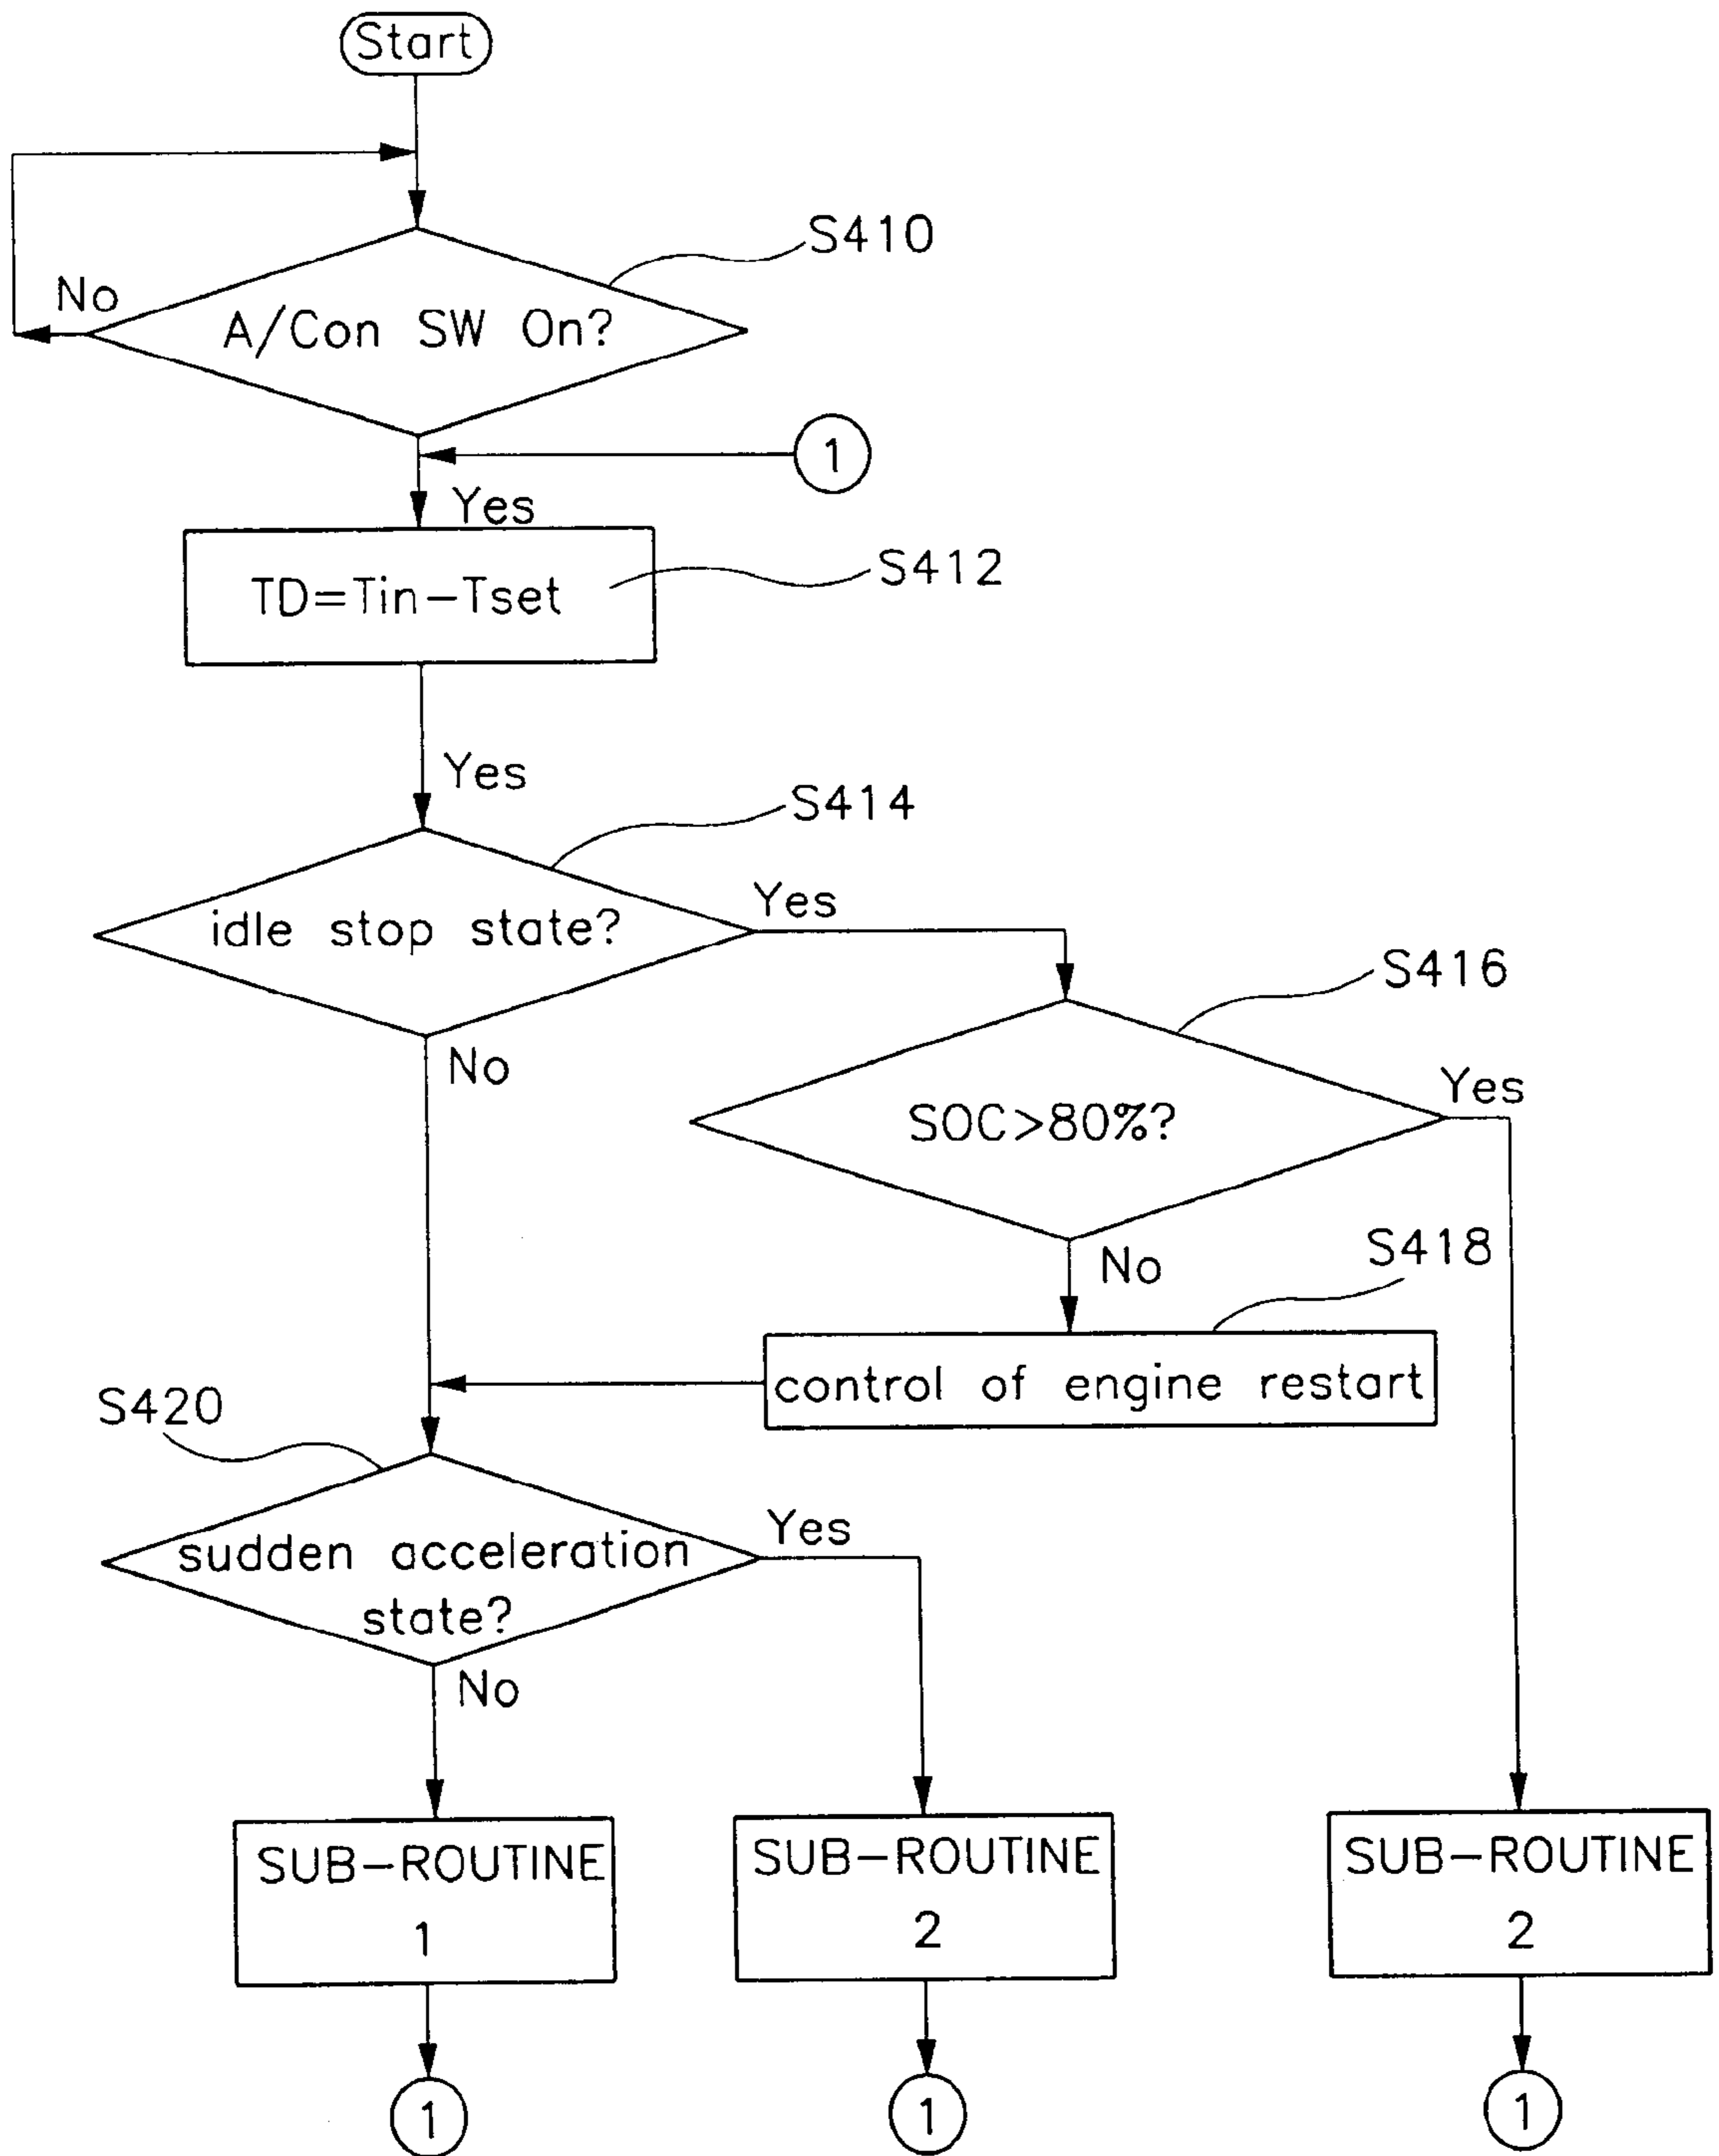 Start
S410
No
A/Con SW On?
1
Yes
S412
TD=Tin-Tset
Yes
S414
Yes
idle stop state?
S416
No
Yes
SOC>80%?
S418
No
control of engine restart
S420
Yes
sudden acceleration
state?
No
SUB-ROUTINE
1
SUB-ROUTINE
2
SUB-ROUTINE
2
1
1
1